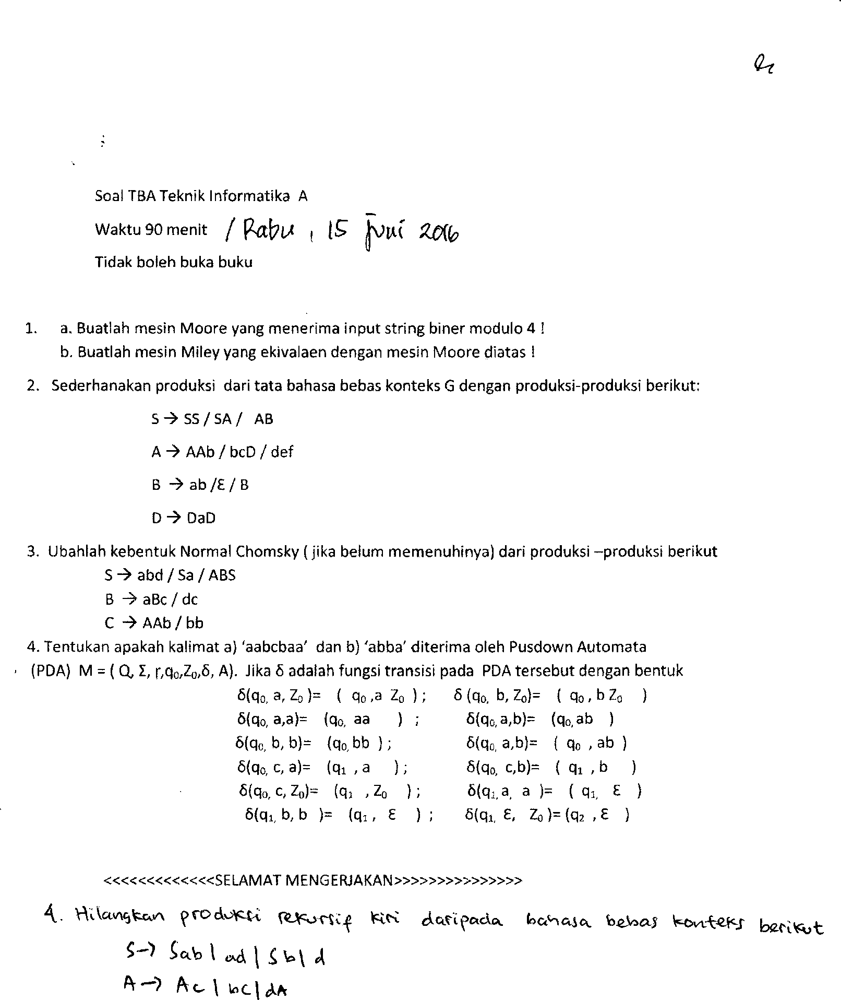 Soal TBA Teknik Informatika A
Waktu 90 menit / Rabu, 15 Juni 2016
Tidak boleh buka buku
1. a. Buatlah mesin Moore yang menerima input string biner modulo 4 !
b. Buatlah mesin Miley yang ekivalaen dengan mesin Moore diatas !
2. Sederhanakan produksi dari tata bahasa bebas konteks G dengan produksi-produksi berikut:
S → SS / SA / AB
A → AAb / bcD / def
B → ab /Ɛ / B
D → DaD
3. Ubahlah kebentuk Normal Chomsky ( jika belum memenuhinya) dari produksi –produksi berikut
S → abd / Sa / ABS
B → aBc / dc
C → AAb / bb
4. Tentukan apakah kalimat a) ‘aabcbaa’ dan b) ‘abba’ diterima oleh Pusdown Automata
(PDA) M = ( Q, Σ, r,q₀,Z₀,δ, A). Jika δ adalah fungsi transisi pada PDA tersebut dengan bentuk
δ(q₀, a, Z₀ )= ( q₀ ,a Z₀ ) ; δ (q₀, b, Z₀)= ( q₀ , b Z₀ )
δ(q₀, a,a)= (q₀, aa ) ; δ(q₀, a,b)= (q₀, ab )
δ(q₀, b, b)= (q₀, bb ) ; δ(q₀, a,b)= ( q₀ , ab )
δ(q₀, c, a)= (q₁ , a ); δ(q₀, c,b)= ( q₁ , b )
δ(q₀, c, Z₀)= (q₁ , Z₀ ) ; δ(q₁, a, a )= ( q₁, Ɛ )
δ(q₁, b, b )= (q₁ , Ɛ ) ; δ(q₁, Ɛ, Z₀ )= (q₂ , Ɛ )
<<<<<<<<<<<<<SELAMAT MENGERJAKAN>>>>>>>>>>>>>>>
4. Hilangkan produksi rekursif kiri daripada bahasa bebas konteks berikut
S → Sab | ad | Sb | d
A → Ac | bc | dA